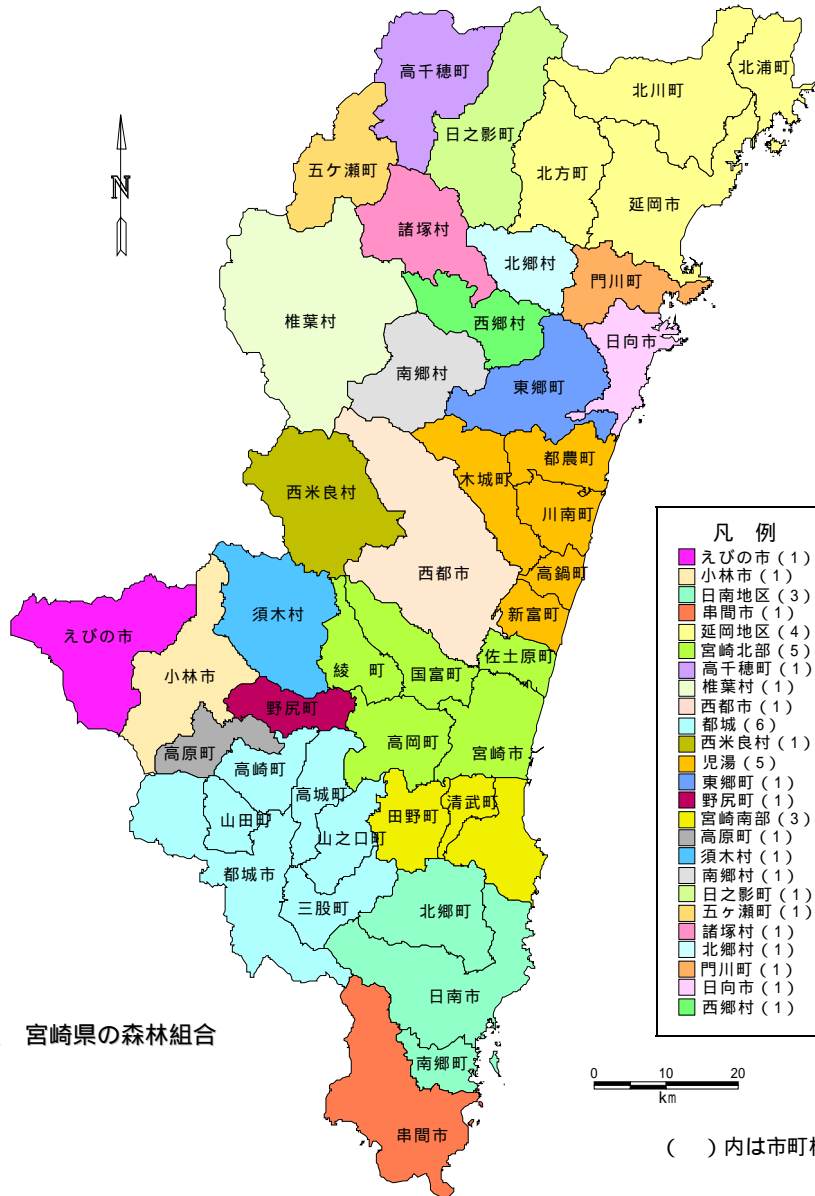 高千穂町
北浦町
北川町
日之影町
五ケ瀬町
北方町
延岡市
N
諸塚村
北郷村
門川町
椎葉村
西郷村
日向市
南郷村
東郷町
都農町
木城町
西米良村
川南町
西都市
高鍋町
新富町
須木村
えびの市
佐土原町
綾 町
国富町
小林市
野尻町
高岡町
宮崎市
高原町
高崎町
高城町
清武町
田野町
山田町
山之口町
都城市
三股町
北郷町
日南市
南郷町
串間市
凡 例
えびの市(1)
小林市(1)
日南地区(3)
串間市(1)
延岡地区(4)
宮崎北部(5)
高千穂町(1)
椎葉村(1)
西都市(1)
都城(6)
西米良村(1)
児湯(5)
東郷町(1)
野尻町(1)
宮崎南部(3)
高原町(1)
須木村(1)
南郷村(1)
日之影町(1)
五ヶ瀬町(1)
諸塚村(1)
北郷村(1)
門川町(1)
日向市(1)
西郷村(1)
宮崎県の森林組合
0 10 20
km
( )内は市町